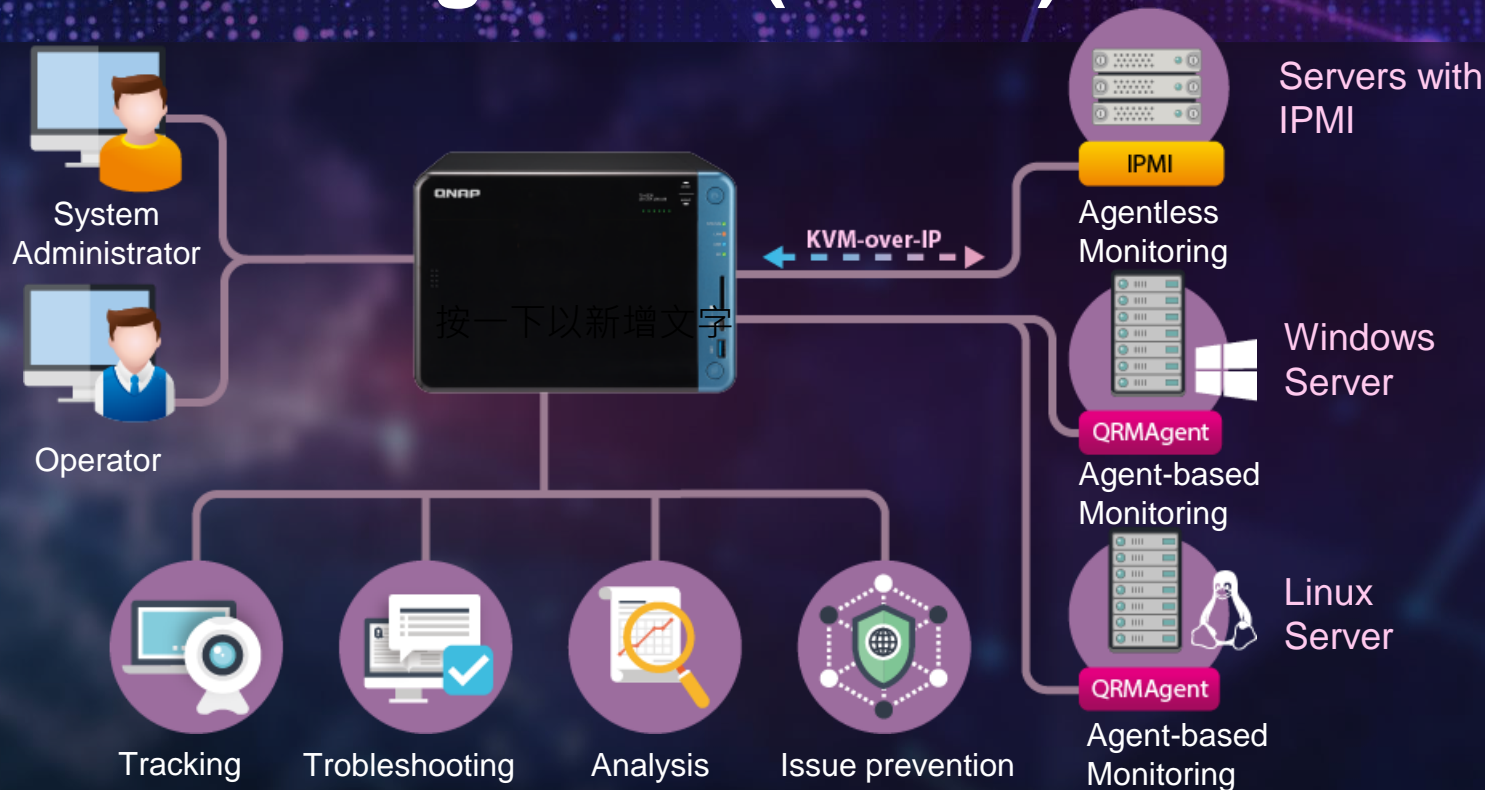 System
Administrator
Operator
QNAP
KVM-over-IP
按一下以新增文字
IPMI
Servers with
IPMI
Agentless
Monitoring
Windows
Server
QRMAgent
Agent-based
Monitoring
Linux
Server
QRMAgent
Agent-based
Monitoring
Tracking
Trobleshooting
Analysis
Issue prevention